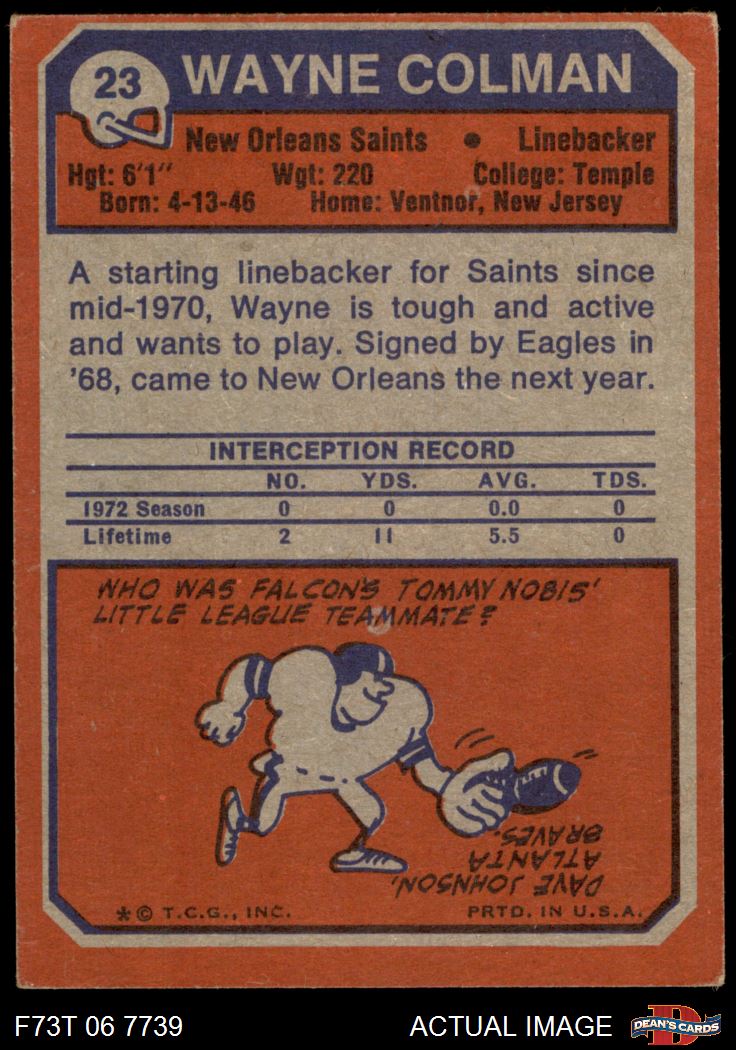 23 WAYNE COLMAN
New Orleans Saints ● Linebacker
Hgt: 6'1" Wgt: 220 College: Temple
Born: 4-13-46 Home: Ventnor, New Jersey
A starting linebacker for Saints since
mid-1970, Wayne is tough and active
and wants to play. Signed by Eagles in
'68, came to New Orleans the next year.
INTERCEPTION RECORD
NO. YDS. AVG. TDS.
1972 Season 0 0 0.0 0
Lifetime 2 11 5.5 0
WHO WAS FALCON'S TOMMY NOBIS'
LITTLE LEAGUE TEAMMATE?
DAVE JOHNSON,
ATLANTA
BRAVES.
*© T.C.G., INC. PRTD. IN U.S.A.
F73T 06 7739 ACTUAL IMAGE DEAN'S CARDS